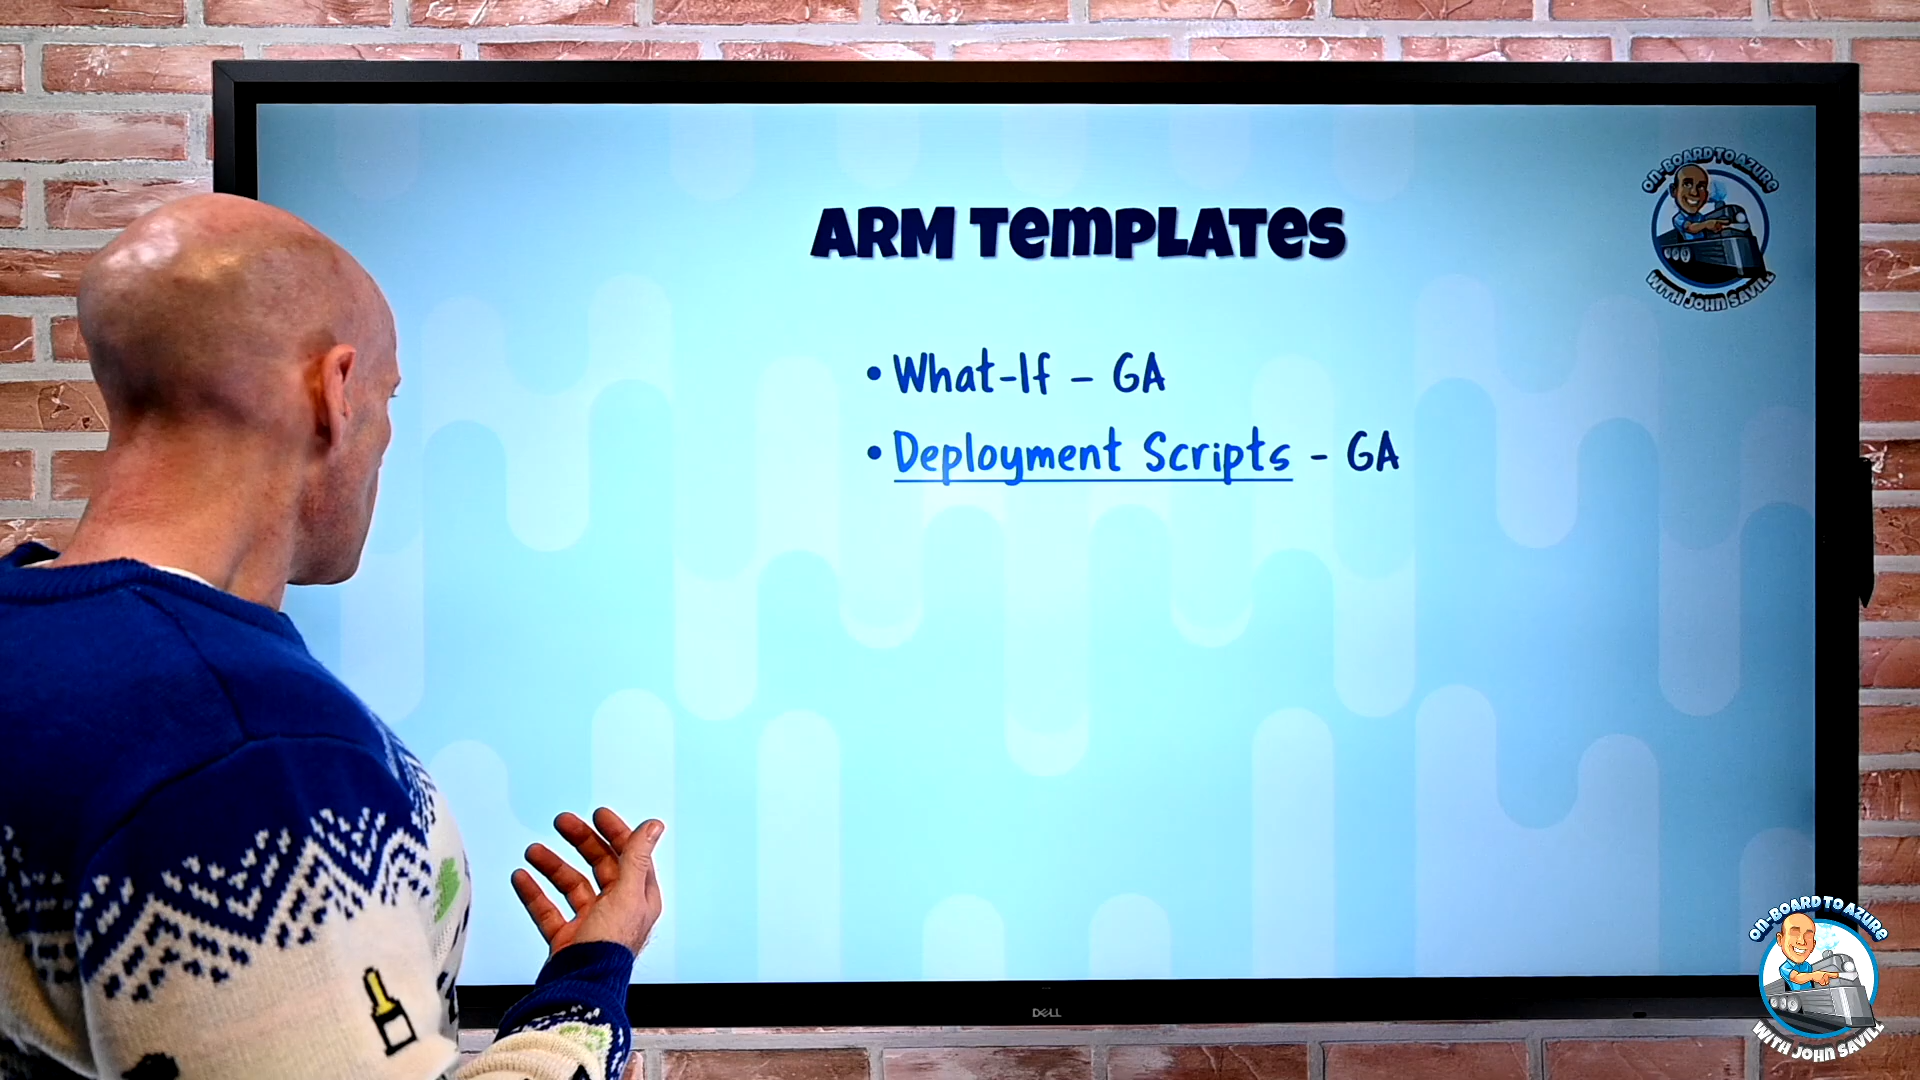 ARM Templates
• What-If – GA
• Deployment Scripts - GA
ON-BOARD TO AZURE
WITH JOHN SAVILL
DELL
ON-BOARD TO AZURE
WITH JOHN SAVILL